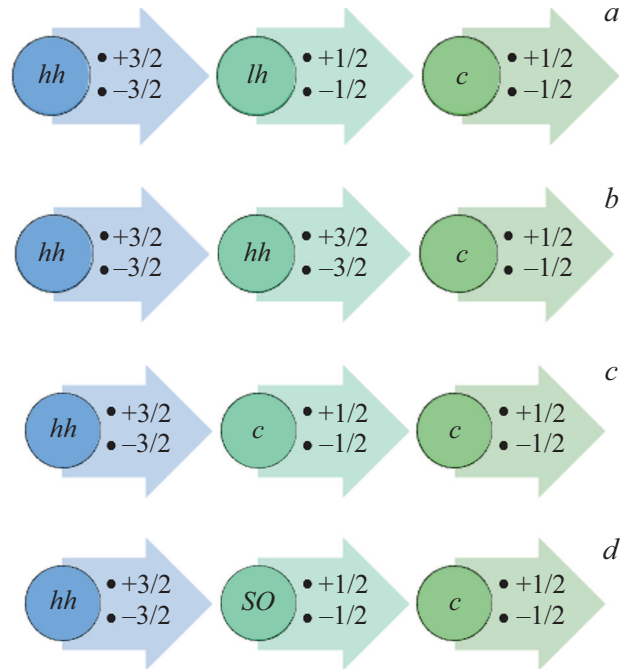 a
hh • +3/2 lh • +1/2 c • +1/2
• –3/2 • –1/2 • –1/2
b
hh • +3/2 hh • +3/2 c • +1/2
• –3/2 • –3/2 • –1/2
c
hh • +3/2 c • +1/2 c • +1/2
• –3/2 • –1/2 • –1/2
d
hh • +3/2 SO • +1/2 c • +1/2
• –3/2 • –1/2 • –1/2